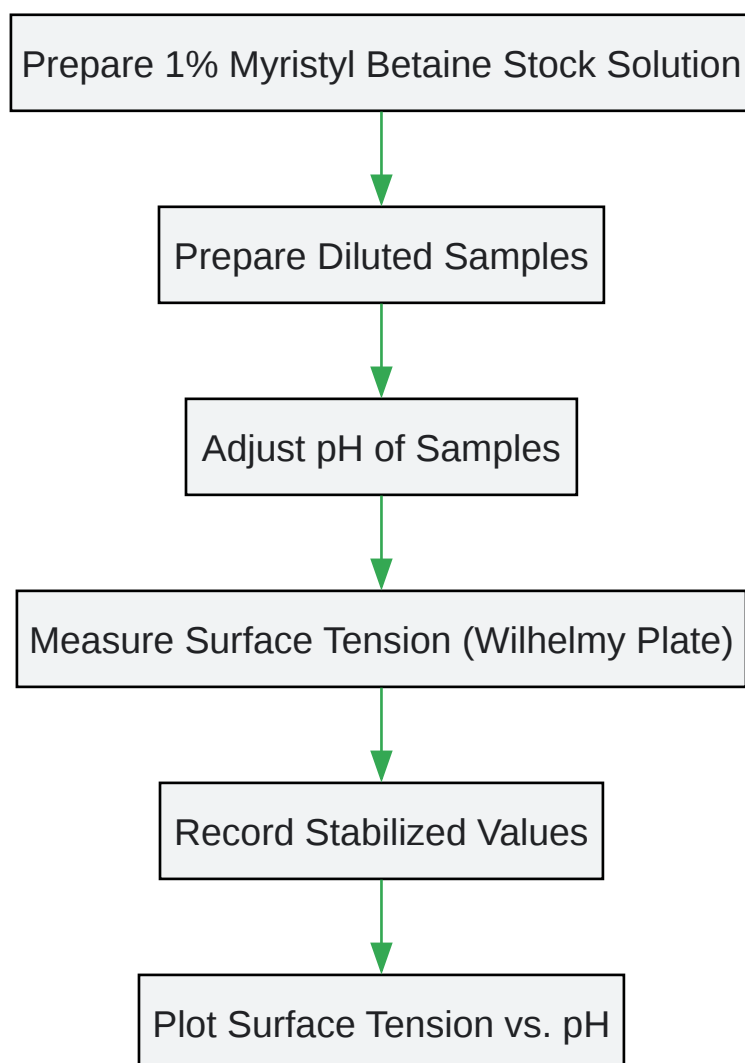 Prepare 1% Myristyl Betaine Stock Solution
Prepare Diluted Samples
Adjust pH of Samples
Measure Surface Tension (Wilhelmy Plate)
Record Stabilized Values
Plot Surface Tension vs. pH